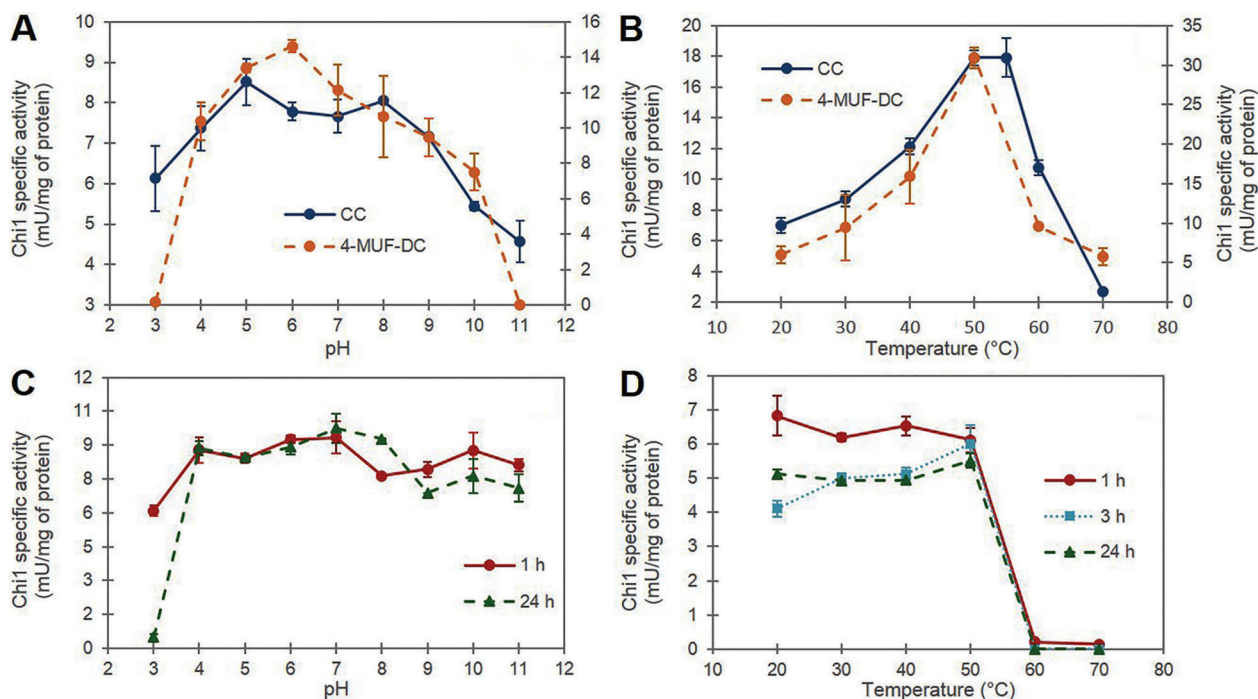 A
Chi1 specific activity
(mU/mg of protein)
10
9
8
7
6
5
4
3
16
14
12
10
8
6
4
2
0
CC
4-MUF-DC
2 3 4 5 6 7 8 9 10 11 12
pH
B
Chi1 specific activity
(mU/mg of protein)
20
18
16
14
12
10
8
6
4
2
35
30
25
20
15
10
5
0
Chi1 specific activity
(mU/mg of protein)
CC
4-MUF-DC
10 20 30 40 50 60 70 80
Temperature (°C)
C
Chi1 specific activity
(mU/mg of protein)
12
11
9
8
6
5
3
2
0
1 h
24 h
2 3 4 5 6 7 8 9 10 11 12
pH
D
Chi1 specific activity
(mU/mg of protein)
8
7
6
5
4
3
2
1
0
1 h
3 h
24 h
10 20 30 40 50 60 70 80
Temperature (°C)